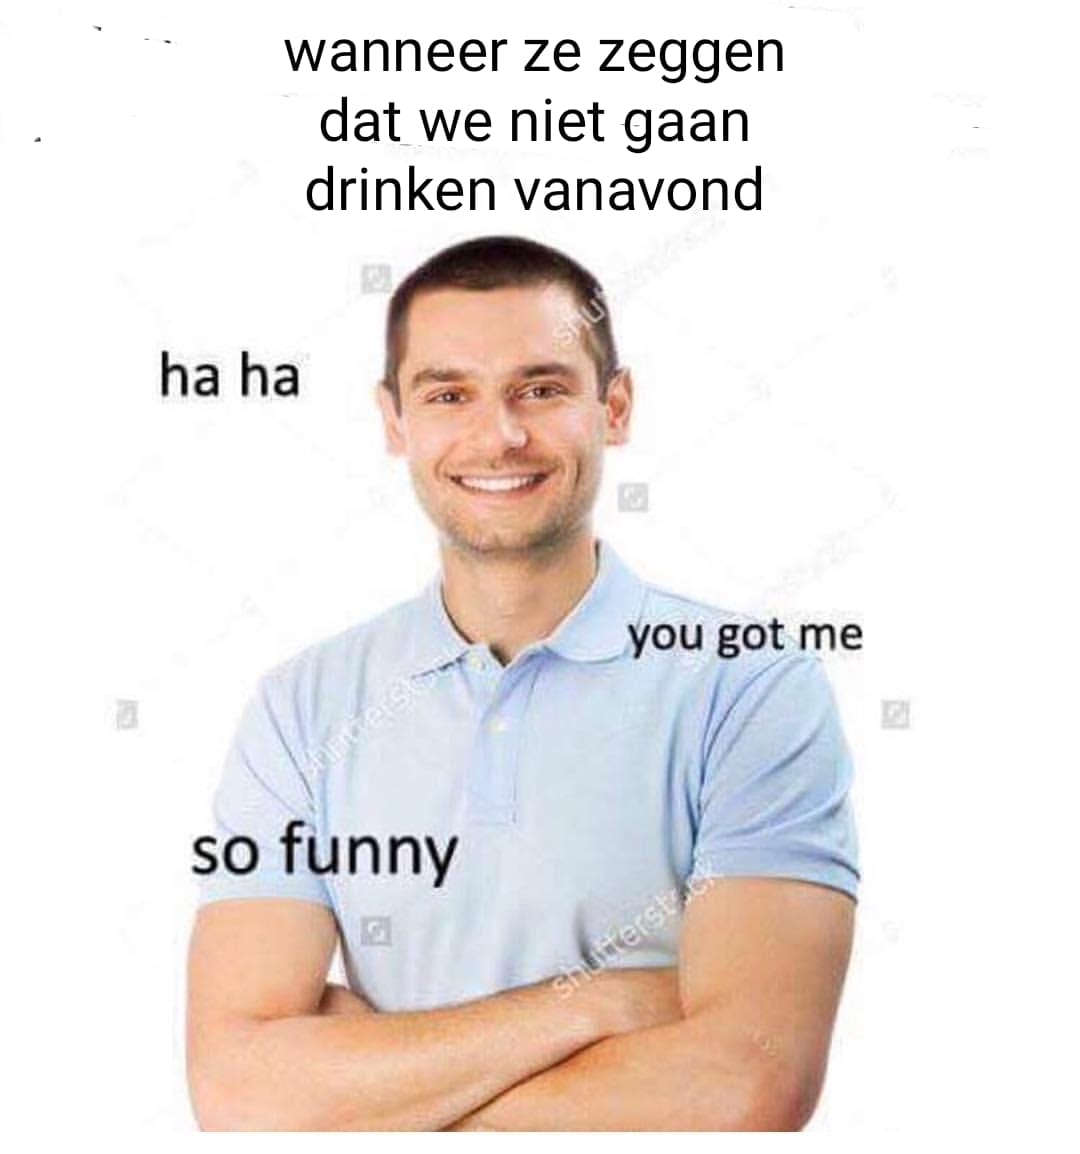 wanneer ze zeggen
dat we niet gaan
drinken vanavond
ha ha
shutterstock
you got me
shutterstock
so funny
shutterstock